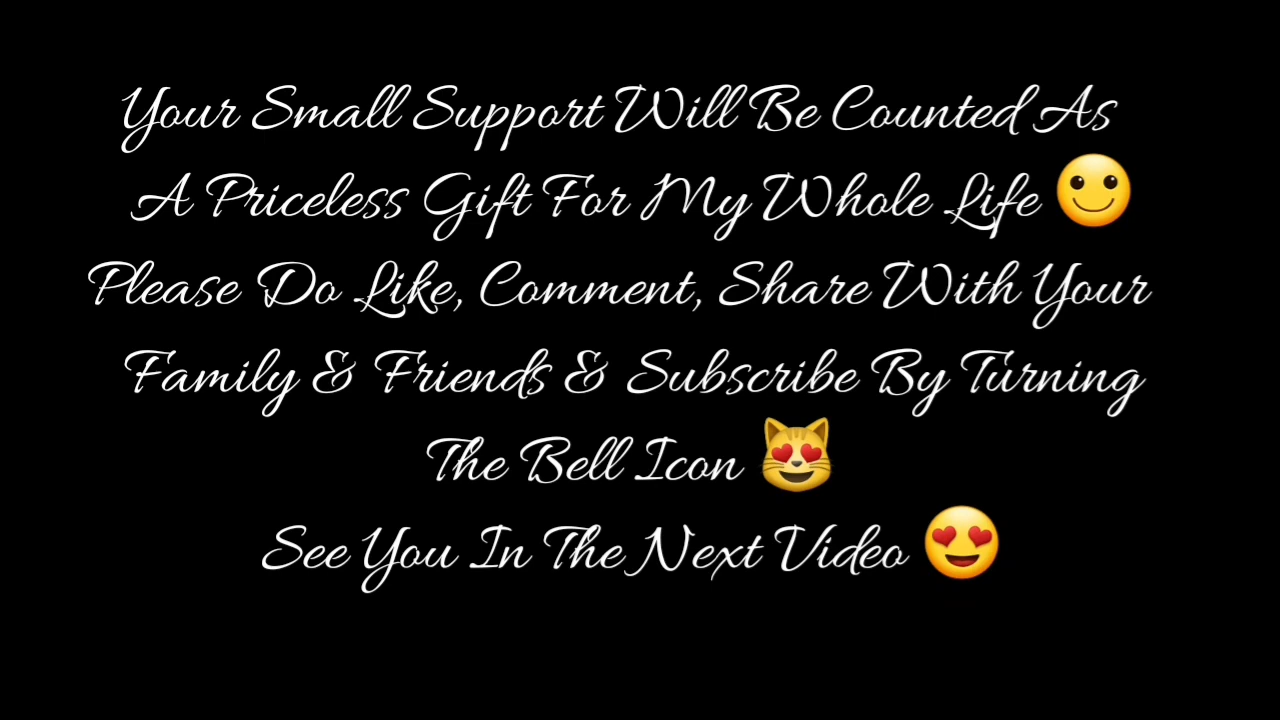 Your Small Support Will Be Counted As
A Priceless Gift For My Whole Life 🙂
Please Do Like, Comment, Share With Your
Family & Friends & Subscribe By Turning
The Bell Icon 😻
See You In The Next Video 😍